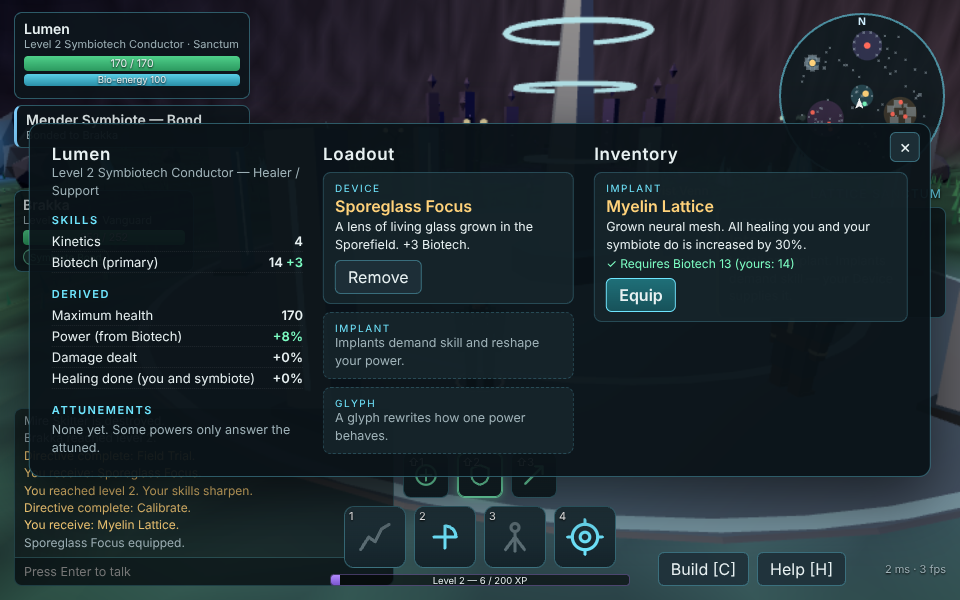 Lumen
Level 2 Symbiotech Conductor · Sanctum
170 / 170
Bio-energy 100
Mender Symbiote — Bond
N
Lumen
Level 2 Symbiotech Conductor — Healer /
Support
SKILLS
Kinetics 4
Biotech (primary) 14 +3
DERIVED
Maximum health 170
Power (from Biotech) +8%
Damage dealt +0%
Healing done (you and symbiote) +0%
ATTUNEMENTS
None yet. Some powers only answer the
attuned.
Loadout
DEVICE
Sporeglass Focus
A lens of living glass grown in the
Sporefield. +3 Biotech.
Remove
IMPLANT
Implants demand skill and reshape
your power.
GLYPH
A glyph rewrites how one power
behaves.
Inventory
×
IMPLANT
Myelin Lattice
Grown neural mesh. All healing you and your
symbiote do is increased by 30%.
✓ Requires Biotech 13 (yours: 14)
Equip
You receive: Sporeglass Focus.
You reached level 2. Your skills sharpen.
Directive complete: Calibrate.
You receive: Myelin Lattice.
Sporeglass Focus equipped.
Press Enter to talk
1
2
3
4
Level 2 — 6 / 200 XP
Build [C]
Help [H]
2 ms · 3 fps